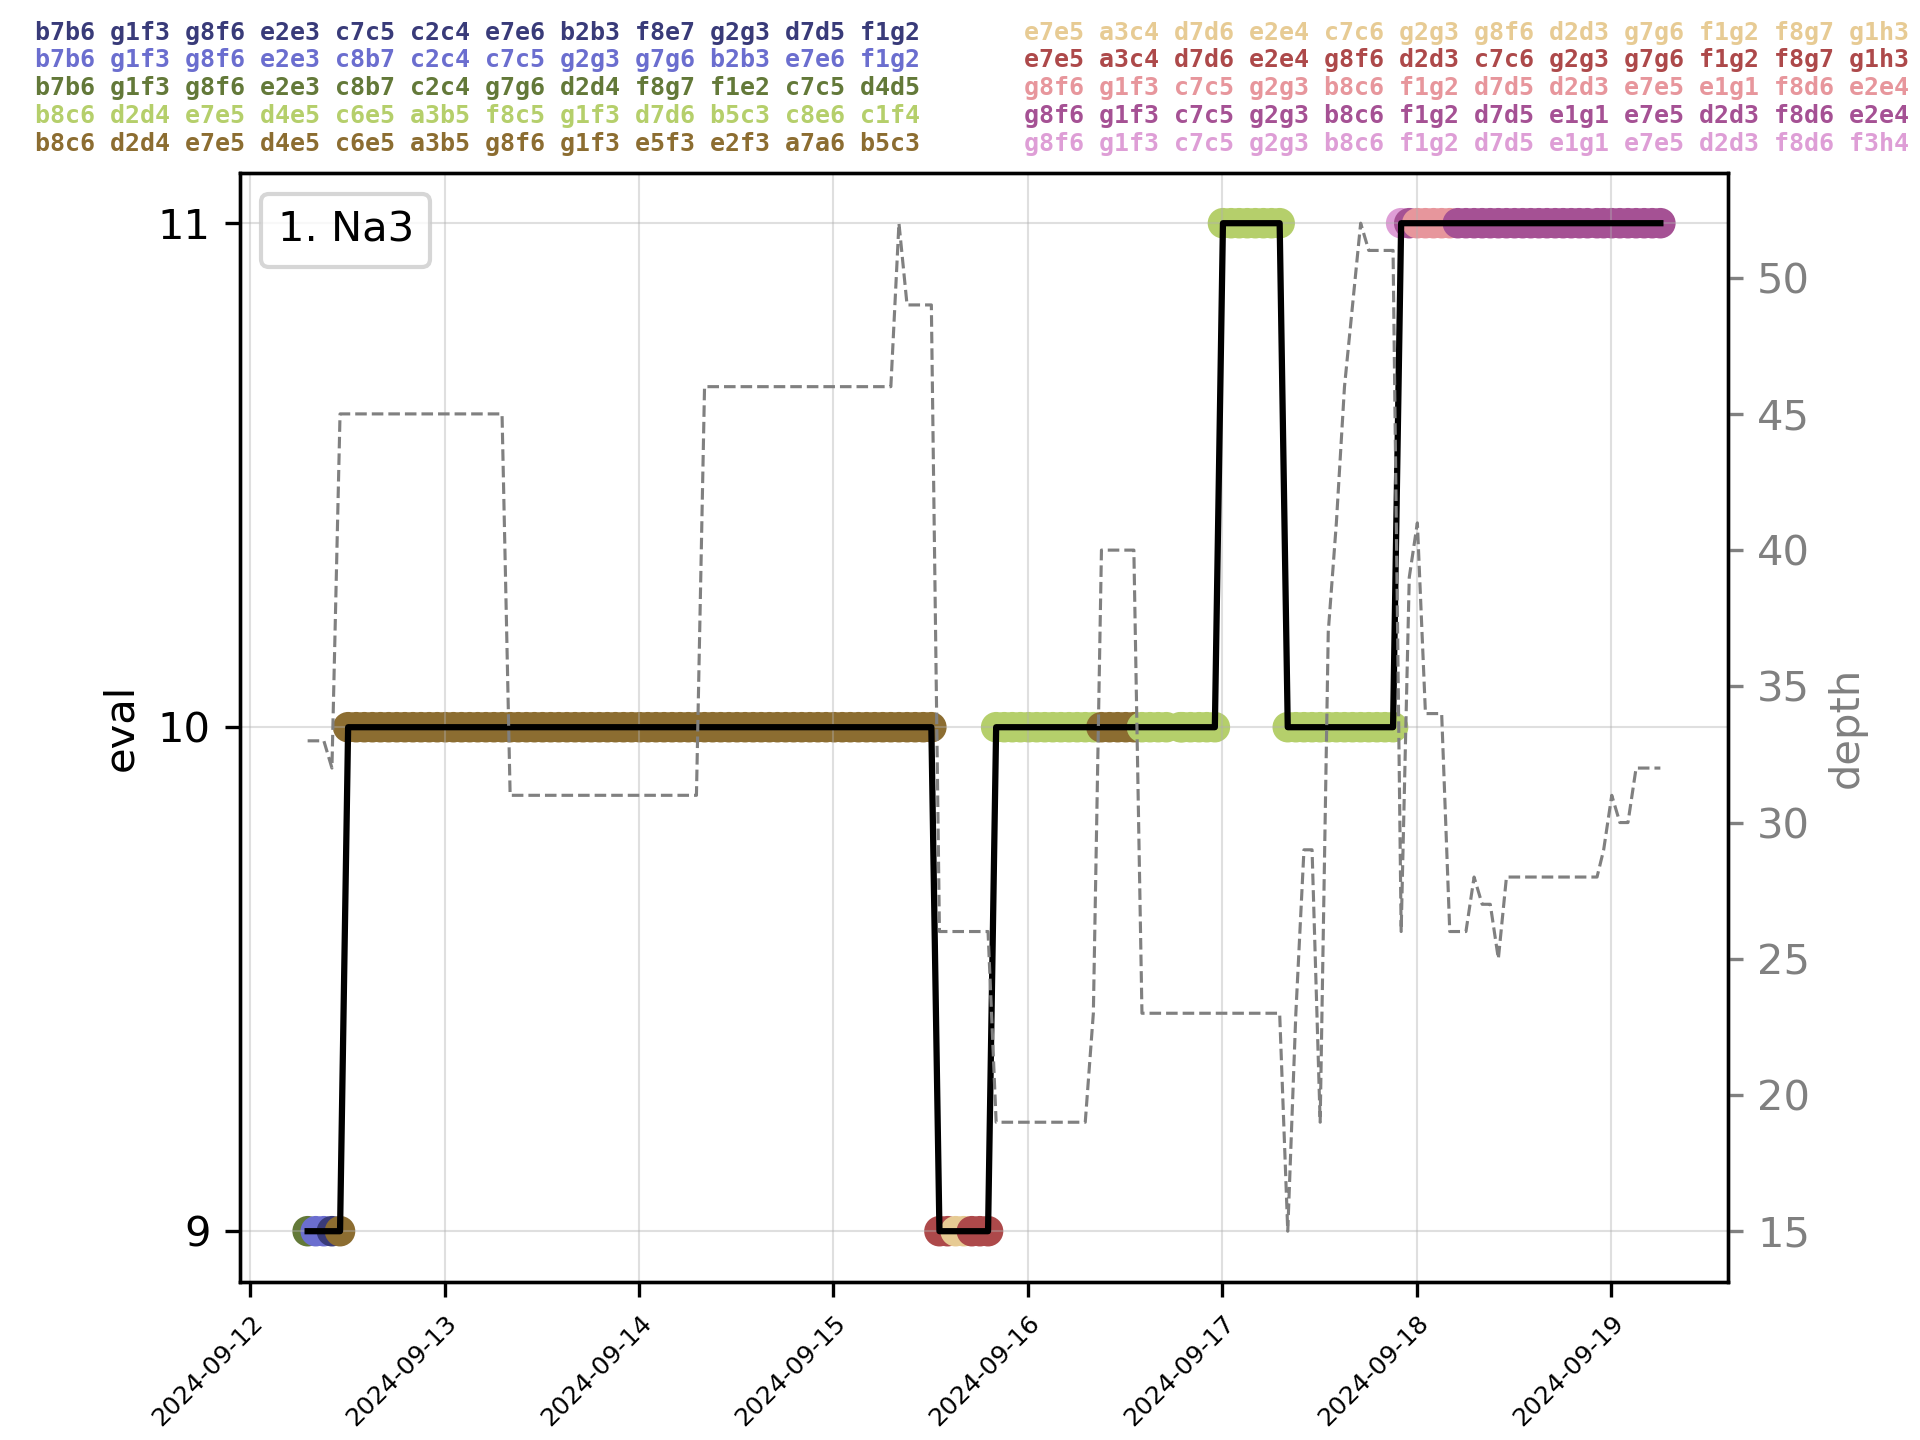 b7b6 g1f3 g8f6 e2e3 c7c5 c2c4 e7e6 b2b3 f8e7 g2g3 d7d5 f1g2
b7b6 g1f3 g8f6 e2e3 c8b7 c2c4 c7c5 g2g3 g7g6 b2b3 e7e6 f1g2
b7b6 g1f3 g8f6 e2e3 c8b7 c2c4 g7g6 d2d4 f8g7 f1e2 c7c5 d4d5
b8c6 d2d4 e7e5 d4e5 c6e5 a3b5 f8c5 g1f3 d7d6 b5c3 c8e6 c1f4
b8c6 d2d4 e7e5 d4e5 c6e5 a3b5 g8f6 g1f3 e5f3 e2f3 a7a6 b5c3
e7e5 a3c4 d7d6 e2e4 c7c6 g2g3 g8f6 d2d3 g7g6 f1g2 f8g7 g1h3
e7e5 a3c4 d7d6 e2e4 g8f6 d2d3 c7c6 g2g3 g7g6 f1g2 f8g7 g1h3
g8f6 g1f3 c7c5 g2g3 b8c6 f1g2 d7d5 d2d3 e7e5 e1g1 f8d6 e2e4
g8f6 g1f3 c7c5 g2g3 b8c6 f1g2 d7d5 e1g1 e7e5 d2d3 f8d6 e2e4
g8f6 g1f3 c7c5 g2g3 b8c6 f1g2 d7d5 e1g1 e7e5 d2d3 f8d6 f3h4
1. Na3
11
10
9
eval
50
45
40
35
30
25
20
15
depth
2024-09-12
2024-09-13
2024-09-14
2024-09-15
2024-09-16
2024-09-17
2024-09-18
2024-09-19